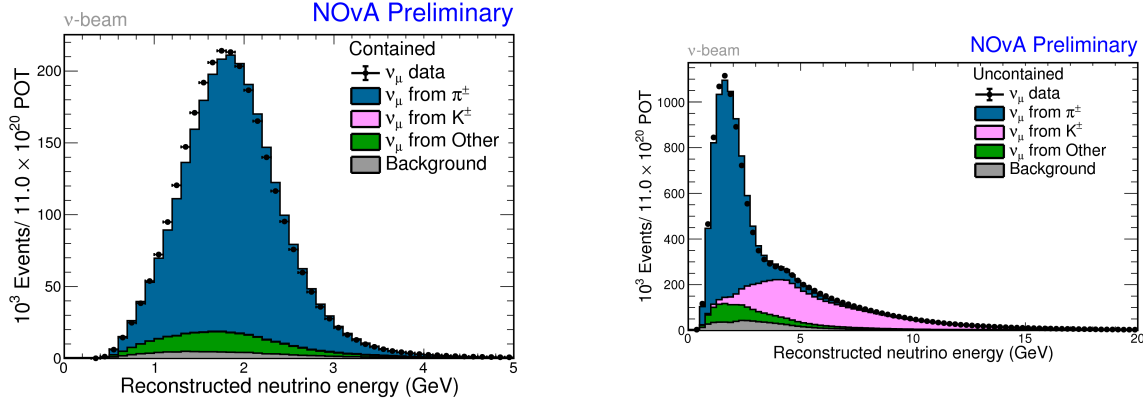 ν-beam
NOvA Preliminary
Contained
ν_μ data
ν_μ from π^±
ν_μ from K^±
ν_μ from Other
Background
10^3 Events/ 11.0 × 10^20 POT
200
150
100
50
0
0 1 2 3 4 5
Reconstructed neutrino energy (GeV)
ν-beam
NOvA Preliminary
Uncontained
ν_μ data
ν_μ from π^±
ν_μ from K^±
ν_μ from Other
Background
10^3 Events/ 11.0 × 10^20 POT
1000
800
600
400
200
0
0 5 10 15 20
Reconstructed neutrino energy (GeV)